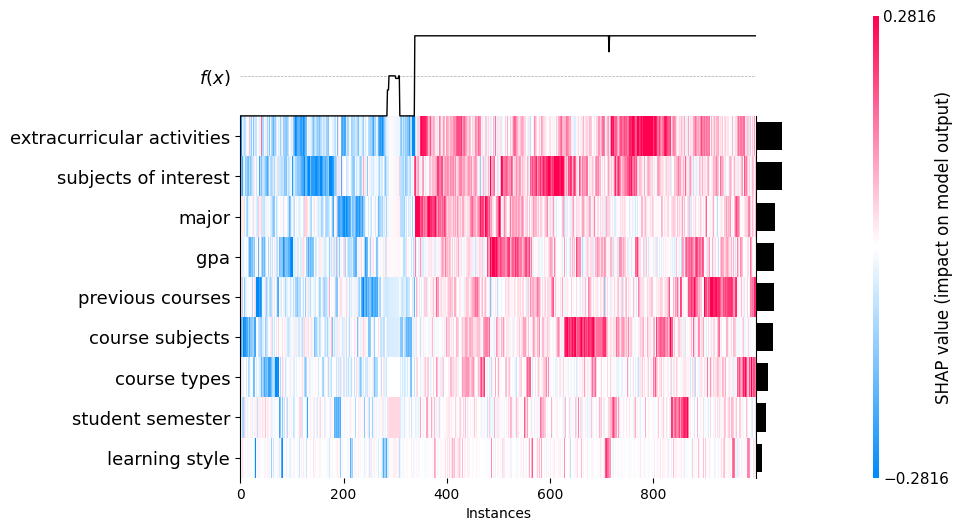 0.2816
f(x)
extracurricular activities
subjects of interest
major
gpa
previous courses
course subjects
course types
student semester
learning style
0 200 400 600 800
Instances
SHAP value (impact on model output)
−0.2816